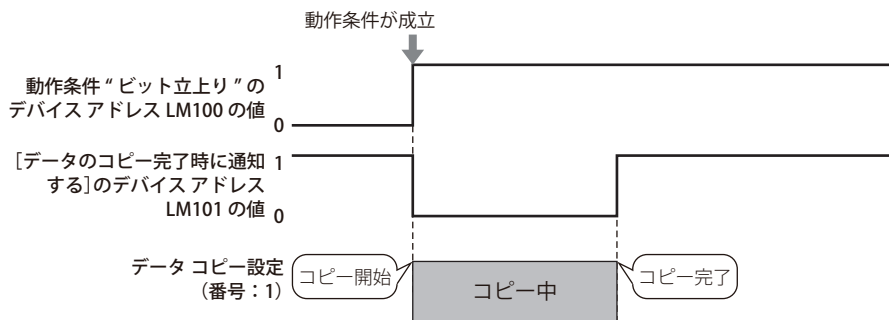 動作条件が成立
動作条件 “ ビット立上り ” の
デバイス アドレス LM100 の値
1
0
[データのコピー完了時に通知
する]のデバイス アドレス
LM101 の値
1
0
データ コピー設定
(番号：1)
コピー開始
コピー中
コピー完了